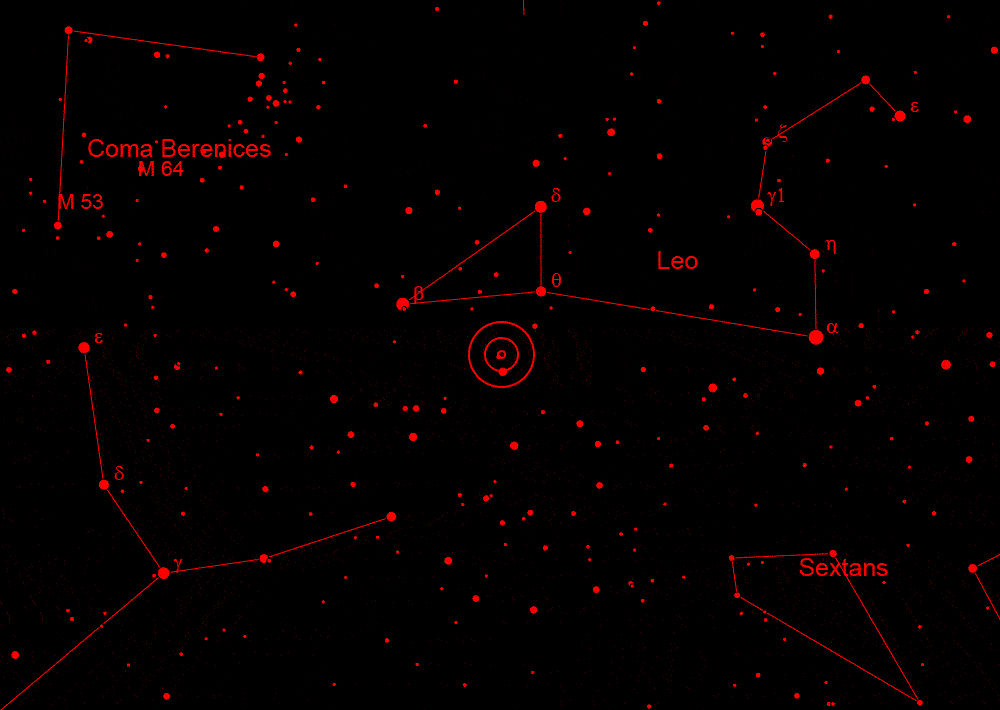 ε
ζ
Coma Berenices
M 64
δ
γ1
M 53
η
Leo
θ
β
α
ε
δ
γ
Sextans